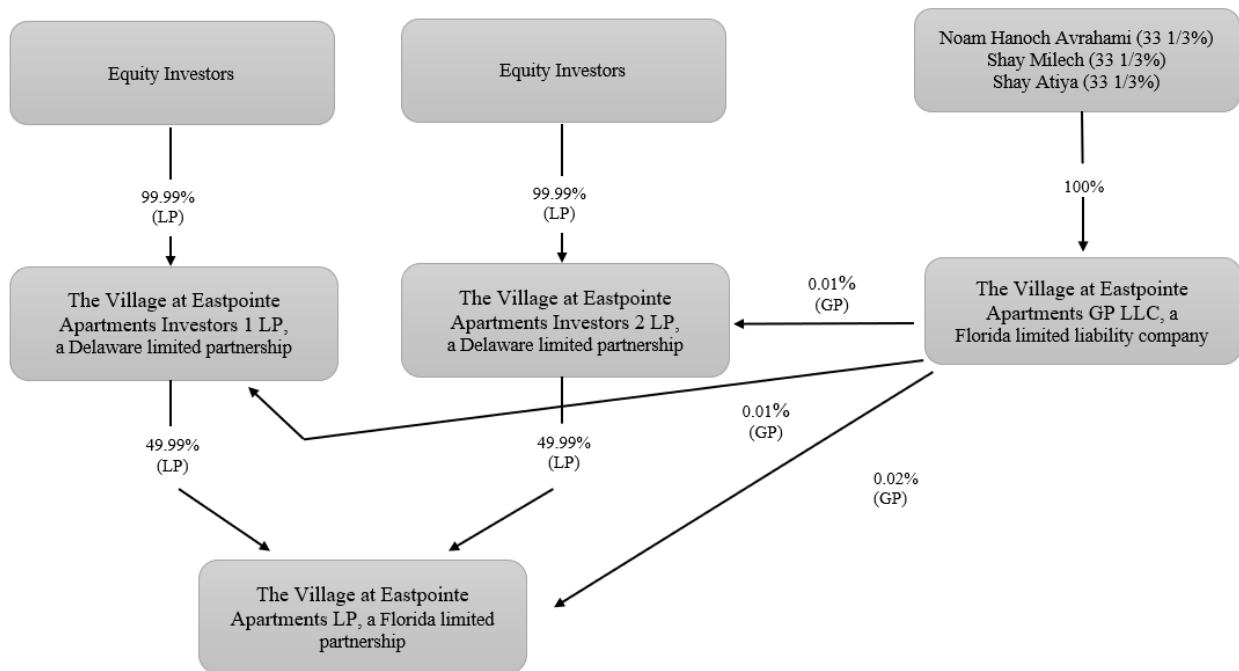 Equity Investors
Equity Investors
Noam Hanoch Avrahami (33 1/3%)
Shay Milech (33 1/3%)
Shay Atiya (33 1/3%)
99.99%
(LP)
99.99%
(LP)
100%
The Village at Eastpointe
Apartments Investors 1 LP,
a Delaware limited partnership
The Village at Eastpointe
Apartments Investors 2 LP,
a Delaware limited partnership
0.01%
(GP)
The Village at Eastpointe
Apartments GP LLC, a
Florida limited liability company
49.99%
(LP)
49.99%
(LP)
0.01%
(GP)
0.02%
(GP)
The Village at Eastpointe
Apartments LP, a Florida limited
partnership